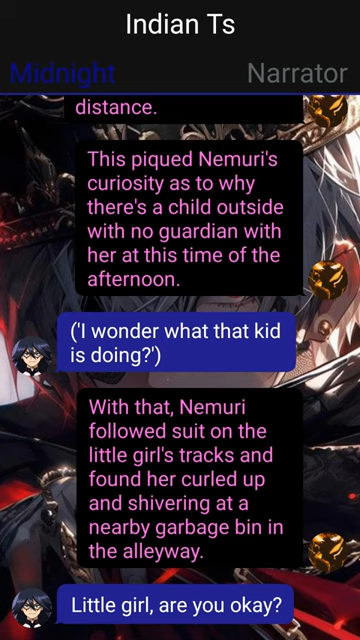 Indian Ts
Midnight
Narrator
distance.
This piqued Nemuri's
curiosity as to why
there's a child outside
with no guardian with
her at this time of the
afternoon.
('I wonder what that kid
is doing?')
With that, Nemuri
followed suit on the
little girl's tracks and
found her curled up
and shivering at a
nearby garbage bin in
the alleyway.
Little girl, are you okay?